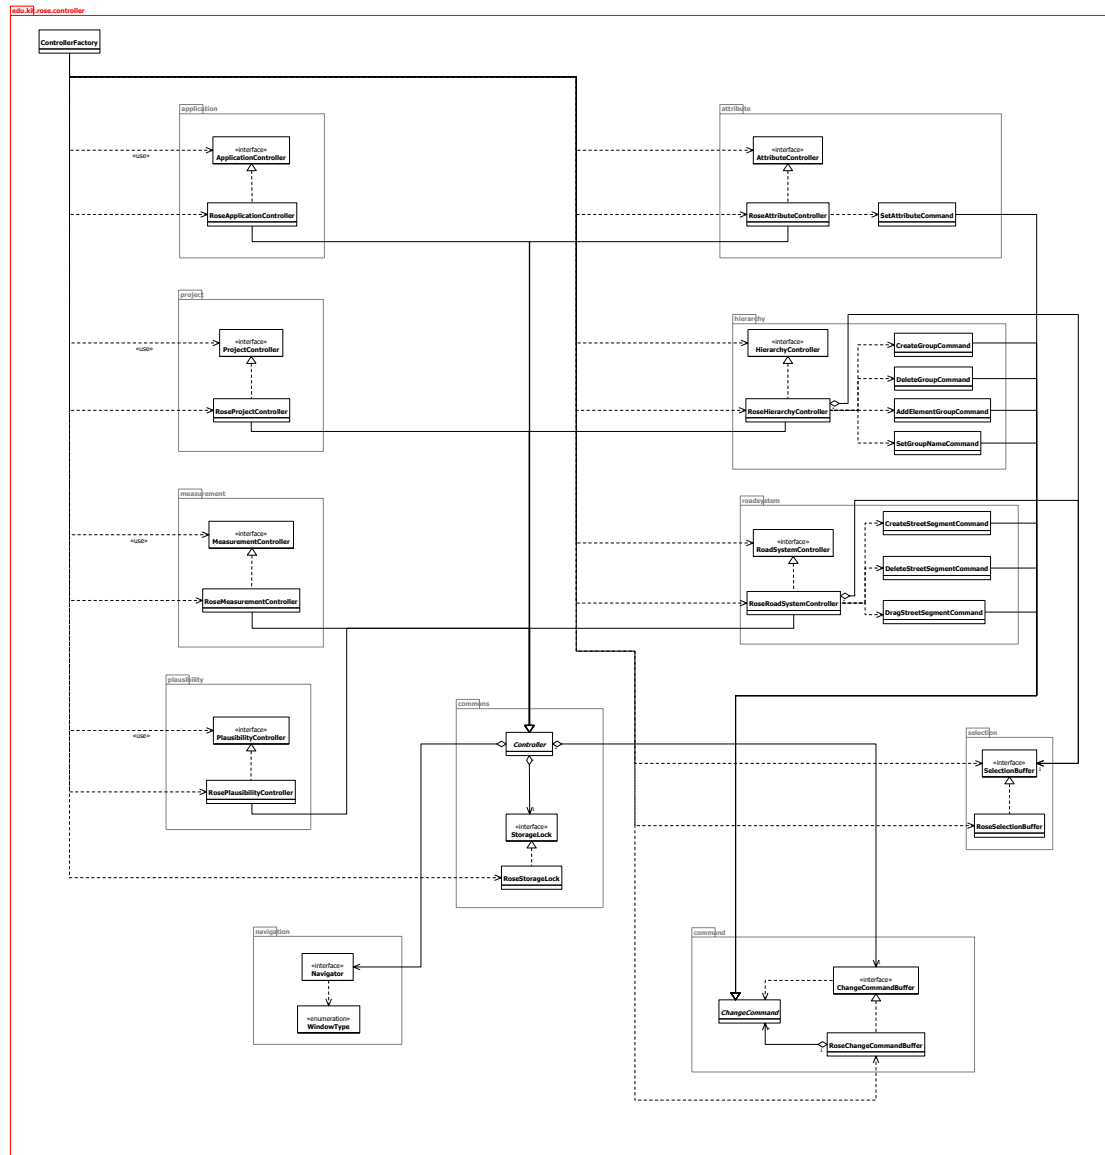 edu.kit.rose.controller
ControllerFactory
application
«interface»
ApplicationController
«use»
RoseApplicationController
attribute
«interface»
AttributeController
RoseAttributeController
SetAttributeCommand
project
«interface»
ProjectController
«use»
RoseProjectController
hierarchy
«interface»
HierarchyController
RoseHierarchyController
CreateGroupCommand
DeleteGroupCommand
AddElementGroupCommand
SetGroupNameCommand
measurement
«interface»
MeasurementController
«use»
RoseMeasurementController
roadsystem
«interface»
RoadSystemController
RoseRoadSystemController
CreateStreetSegmentCommand
DeleteStreetSegmentCommand
DragStreetSegmentCommand
plausibility
«interface»
PlausibilityController
«use»
RosePlausibilityController
commons
Controller
«interface»
StorageLock
RoseStorageLock
selection
«interface»
SelectionBuffer
1
RoseSelectionBuffer
navigation
«interface»
Navigator
«enumeration»
WindowType
command
«interface»
ChangeCommandBuffer
ChangeCommand
RoseChangeCommandBuffer
1